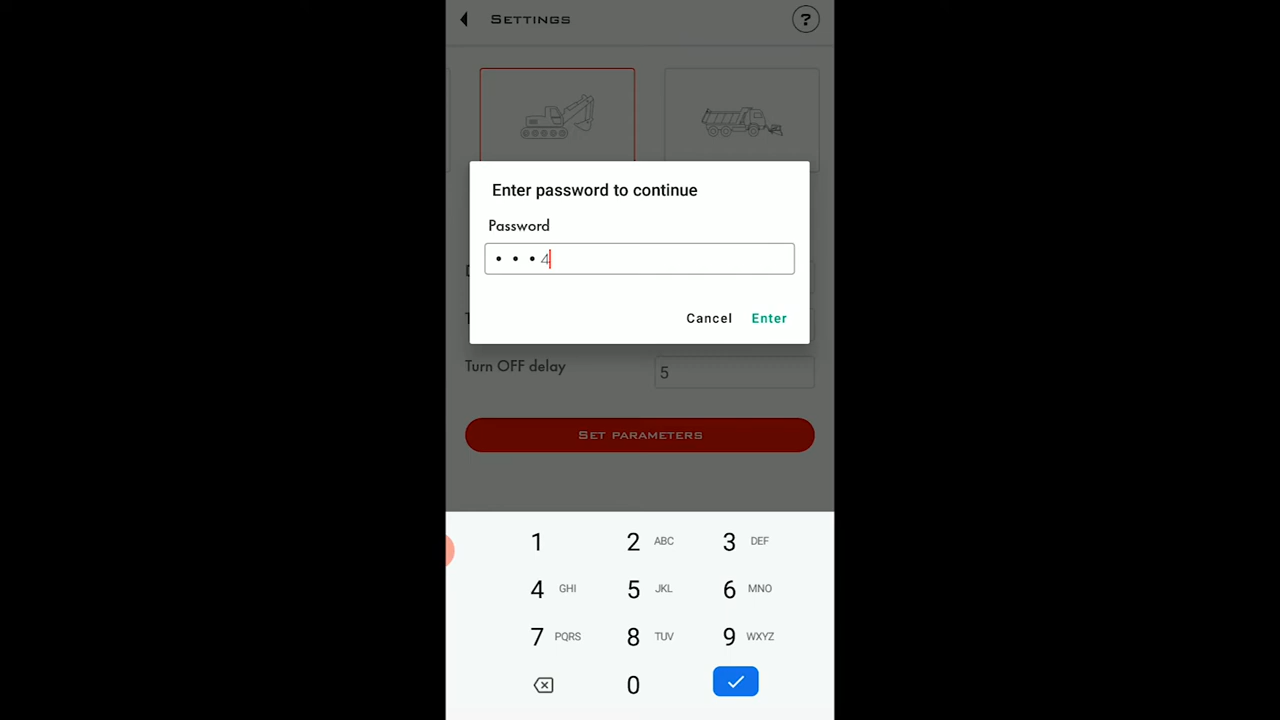 Settings
?
Enter password to continue
Password
• • • 4
Cancel Enter
Turn OFF delay 5
Set parameters
1 2 ABC 3 DEF
4 GHI 5 JKL 6 MNO
7 PQRS 8 TUV 9 WXYZ
0